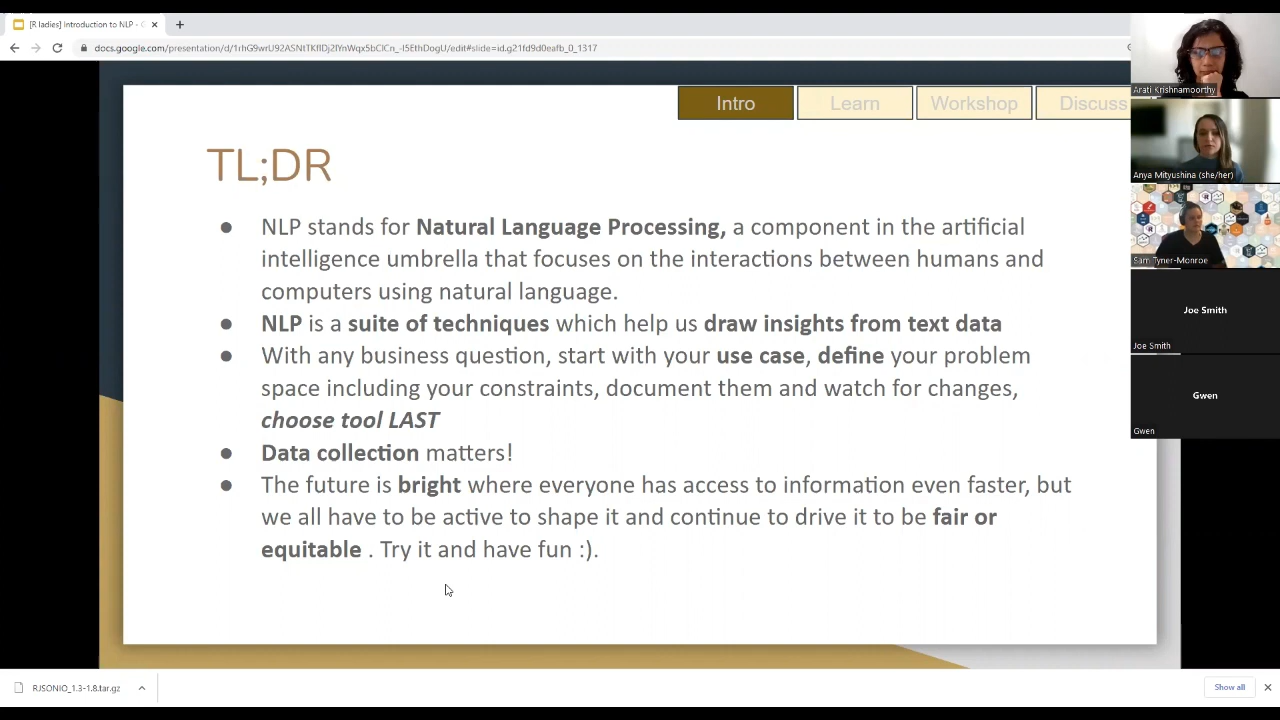 [R ladies] Introduction to NLP - G
docs.google.com/presentation/d/
Intro
Learn
Workshop
Discuss
TL;DR
● NLP stands for Natural Language Processing, a component in the artificial
intelligence umbrella that focuses on the interactions between humans and
computers using natural language.
● NLP is a suite of techniques which help us draw insights from text data
● With any business question, start with your use case, define your problem
space including your constraints, document them and watch for changes,
choose tool LAST
● Data collection matters!
● The future is bright where everyone has access to information even faster, but
we all have to be active to shape it and continue to drive it to be fair or
equitable . Try it and have fun :).
Arati Krishnamoorthy
Anya Mityushina (she/her)
Sam Tyner-Monroe
Joe Smith
Joe Smith
Gwen
Gwen
RJSONIO_1.3-1.8.tar.gz
Show all